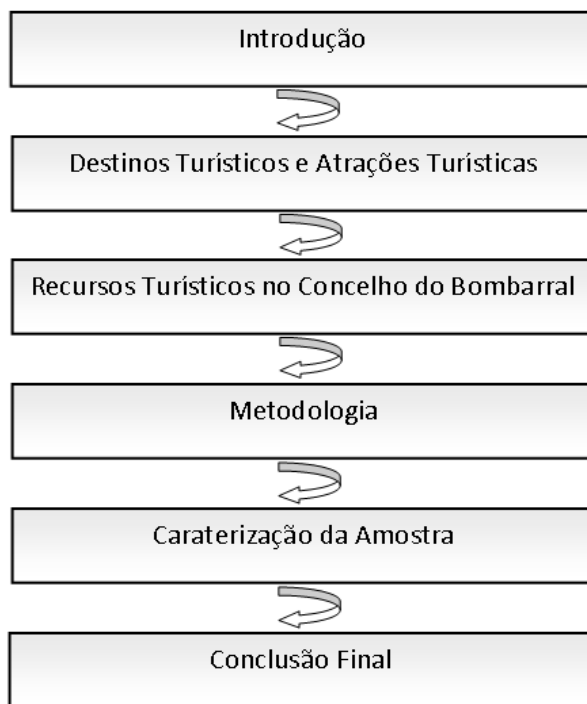 Introdução
Destinos Turísticos e Atrações Turísticas
Recursos Turísticos no Concelho do Bombarral
Metodologia
Caraterização da Amostra
Conclusão Final